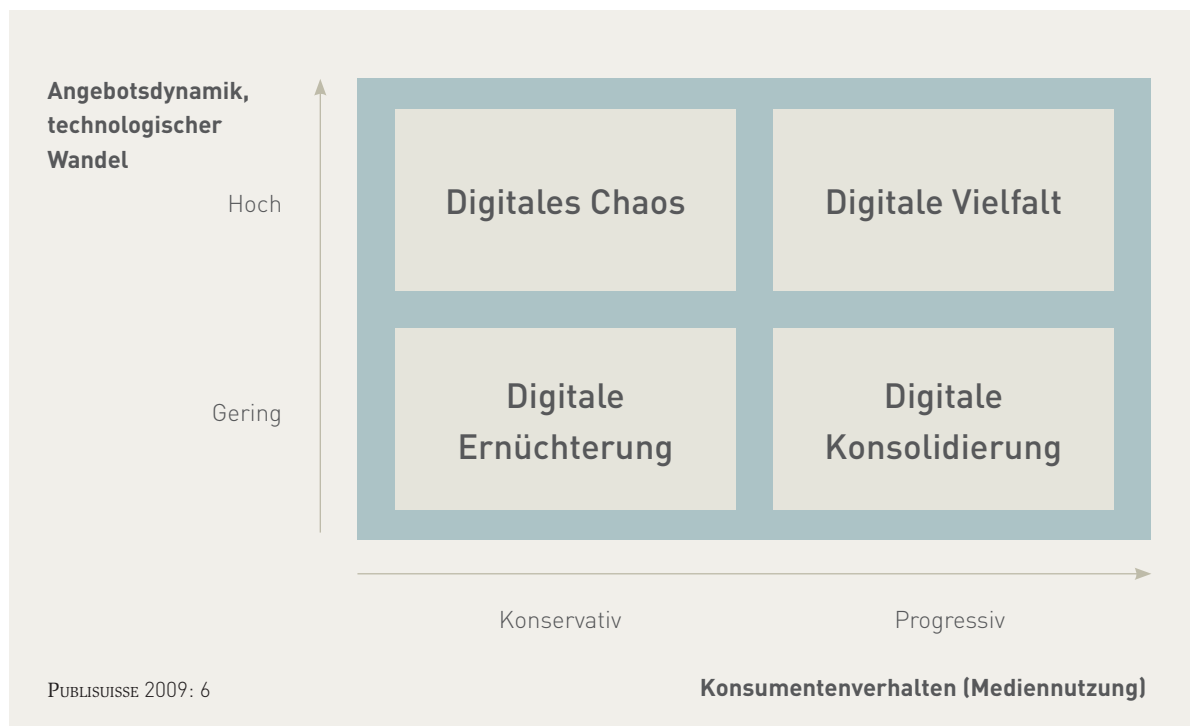 Angebotsdynamik,
technologischer
Wandel
Hoch
Digitales Chaos
Digitale Vielfalt
Gering
Digitale
Ernüchterung
Digitale
Konsolidierung
Konservativ
Progressiv
Publisuisse 2009: 6
Konsumentenverhalten (Mediennutzung)